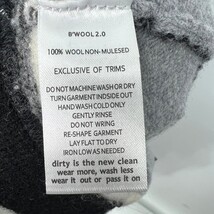 8"WOOL 2.0
100% WOOL NON-MULESED
EXCLUSIVE OF TRIMS
DO NOT MACHINE WASH OR DRY
TURN GARMENT INSIDE OUT
HAND WASH COLD ONLY
GENTLY RINSE
DO NOT WRING
RE-SHAPE GARMENT
LAY FLAT TO DRY
IRON LOW AS NEEDED
dirty is the new clean
wear more, wash less
wear it out or pass it on